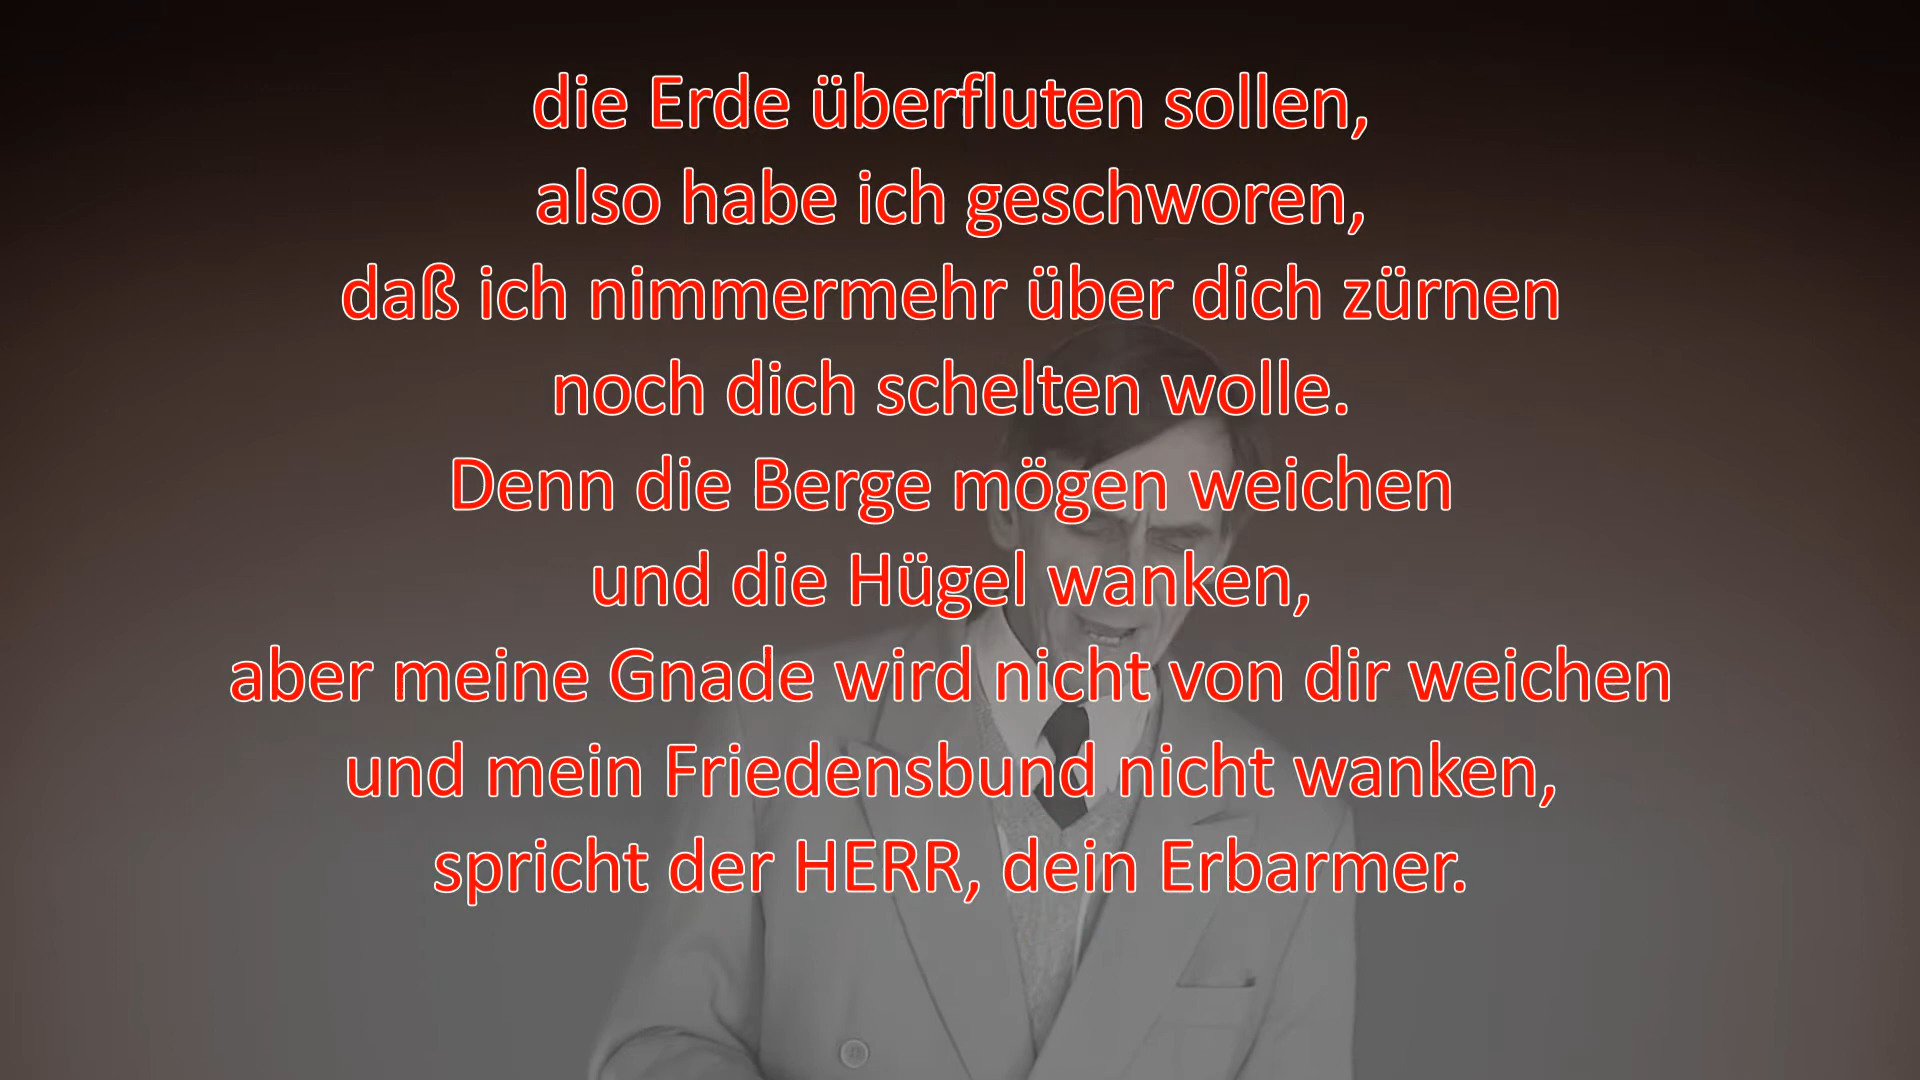 die Erde überfluten sollen,
also habe ich geschworen,
daß ich nimmermehr über dich zürnen
noch dich schelten wolle.
Denn die Berge mögen weichen
und die Hügel wanken,
aber meine Gnade wird nicht von dir weichen
und mein Friedensbund nicht wanken,
spricht der HERR, dein Erbarmer.